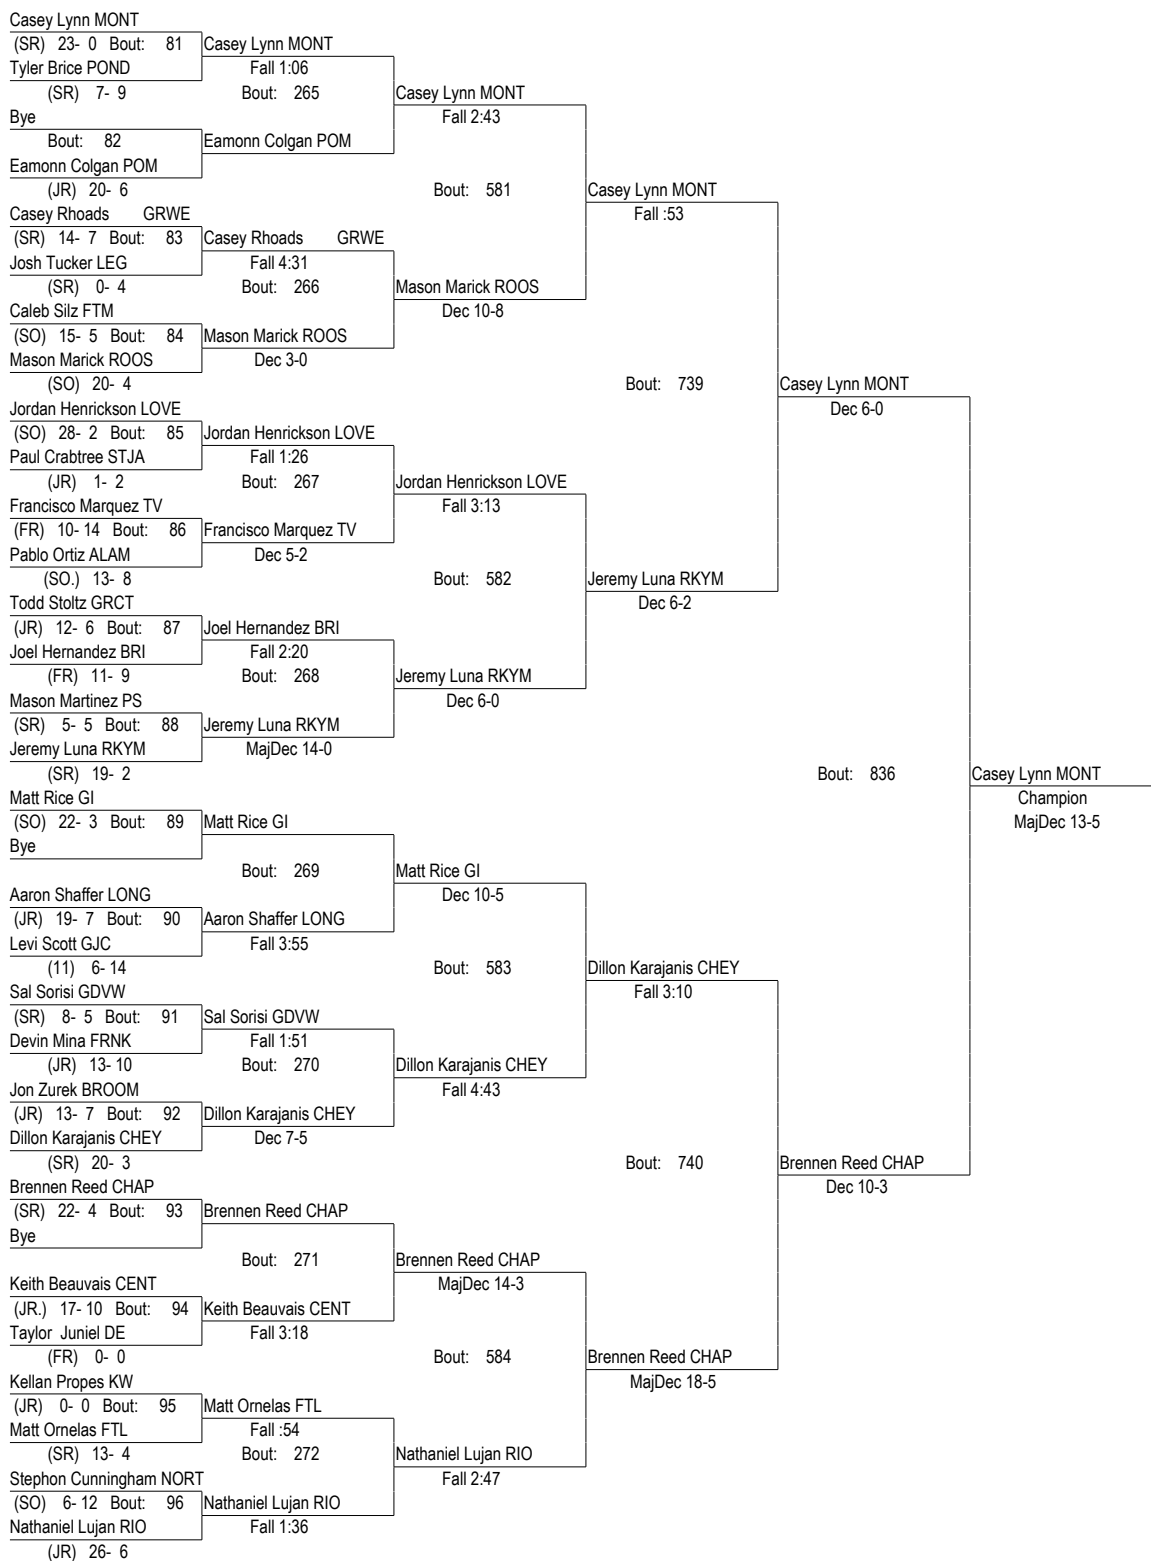 Casey Lynn MONT
(SR) 23- 0 Bout: 81 Casey Lynn MONT
Tyler Brice POND Fall 1:06
(SR) 7- 9 Bout: 265 Casey Lynn MONT
Bye Fall 2:43
Bout: 82 Eamonn Colgan POM
Eamonn Colgan POM
(JR) 20- 6 Bout: 581 Casey Lynn MONT
Casey Rhoads GRWE Fall :53
(SR) 14- 7 Bout: 83 Casey Rhoads GRWE
Josh Tucker LEG Fall 4:31
(SR) 0- 4 Bout: 266 Mason Marick ROOS
Caleb Silz FTM Dec 10-8
(SO) 15- 5 Bout: 84 Mason Marick ROOS
Mason Marick ROOS Dec 3-0
(SO) 20- 4 Bout: 739 Casey Lynn MONT
Jordan Henrickson LOVE Dec 6-0
(SO) 28- 2 Bout: 85 Jordan Henrickson LOVE
Paul Crabtree STJA Fall 1:26
(JR) 1- 2 Bout: 267 Jordan Henrickson LOVE
Francisco Marquez TV Fall 3:13
(FR) 10- 14 Bout: 86 Francisco Marquez TV
Pablo Ortiz ALAM Dec 5-2
(SO.) 13- 8 Bout: 582 Jeremy Luna RKYM
Todd Stoltz GRCT Dec 6-2
(JR) 12- 6 Bout: 87 Joel Hernandez BRI
Joel Hernandez BRI Fall 2:20
(FR) 11- 9 Bout: 268 Jeremy Luna RKYM
Mason Martinez PS Dec 6-0
(SR) 5- 5 Bout: 88 Jeremy Luna RKYM
Jeremy Luna RKYM MajDec 14-0
(SR) 19- 2 Bout: 836 Casey Lynn MONT
Matt Rice GI Champion
(SO) 22- 3 Bout: 89 Matt Rice GI MajDec 13-5
Bye
Bout: 269 Matt Rice GI
Aaron Shaffer LONG Dec 10-5
(JR) 19- 7 Bout: 90 Aaron Shaffer LONG
Levi Scott GJC Fall 3:55
(11) 6- 14 Bout: 583 Dillon Karajanis CHEY
Sal Sorisi GDVW Fall 3:10
(SR) 8- 5 Bout: 91 Sal Sorisi GDVW
Devin Mina FRNK Fall 1:51
(JR) 13- 10 Bout: 270 Dillon Karajanis CHEY
Jon Zurek BROOM Fall 4:43
(JR) 13- 7 Bout: 92 Dillon Karajanis CHEY
Dillon Karajanis CHEY Dec 7-5
(SR) 20- 3 Bout: 740 Brennen Reed CHAP
Brennen Reed CHAP Dec 10-3
(SR) 22- 4 Bout: 93 Brennen Reed CHAP
Bye
Bout: 271 Brennen Reed CHAP
Keith Beauvais CENT MajDec 14-3
(JR.) 17- 10 Bout: 94 Keith Beauvais CENT
Taylor Juniel DE Fall 3:18
(FR) 0- 0 Bout: 584 Brennen Reed CHAP
Kellan Propes KW MajDec 18-5
(JR) 0- 0 Bout: 95 Matt Ornelas FTL
Matt Ornelas FTL Fall :54
(SR) 13- 4 Bout: 272 Nathaniel Lujan RIO
Stephon Cunningham NORT Fall 2:47
(SO) 6- 12 Bout: 96 Nathaniel Lujan RIO
Nathaniel Lujan RIO Fall 1:36
(JR) 26- 6